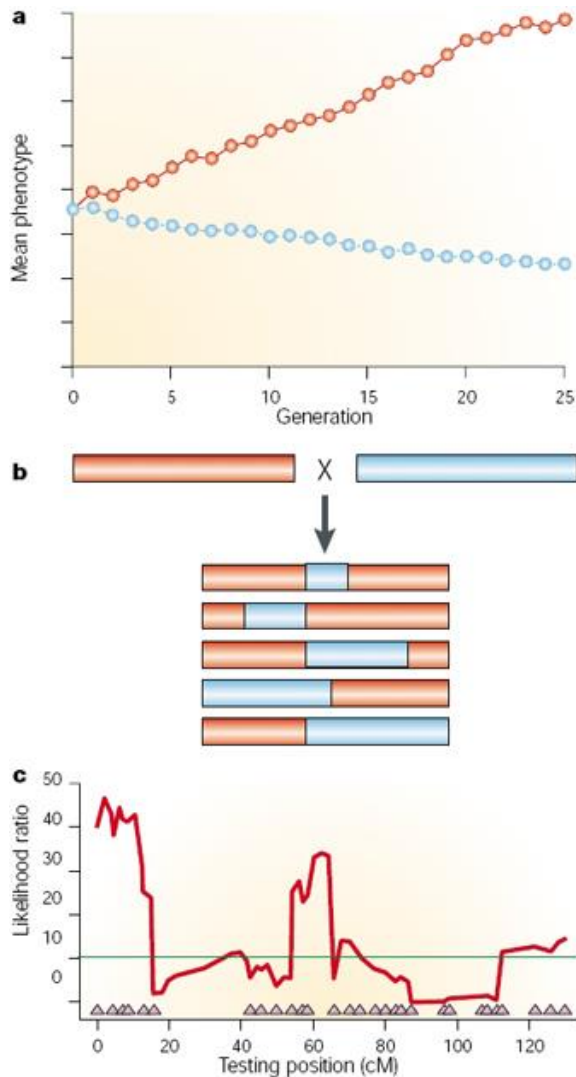 a
Mean phenotype
0 5 10 15 20 25
Generation
b
X
c
Likelihood ratio
50
40
30
20
10
0
0 20 40 60 80 100 120
Testing position (cM)